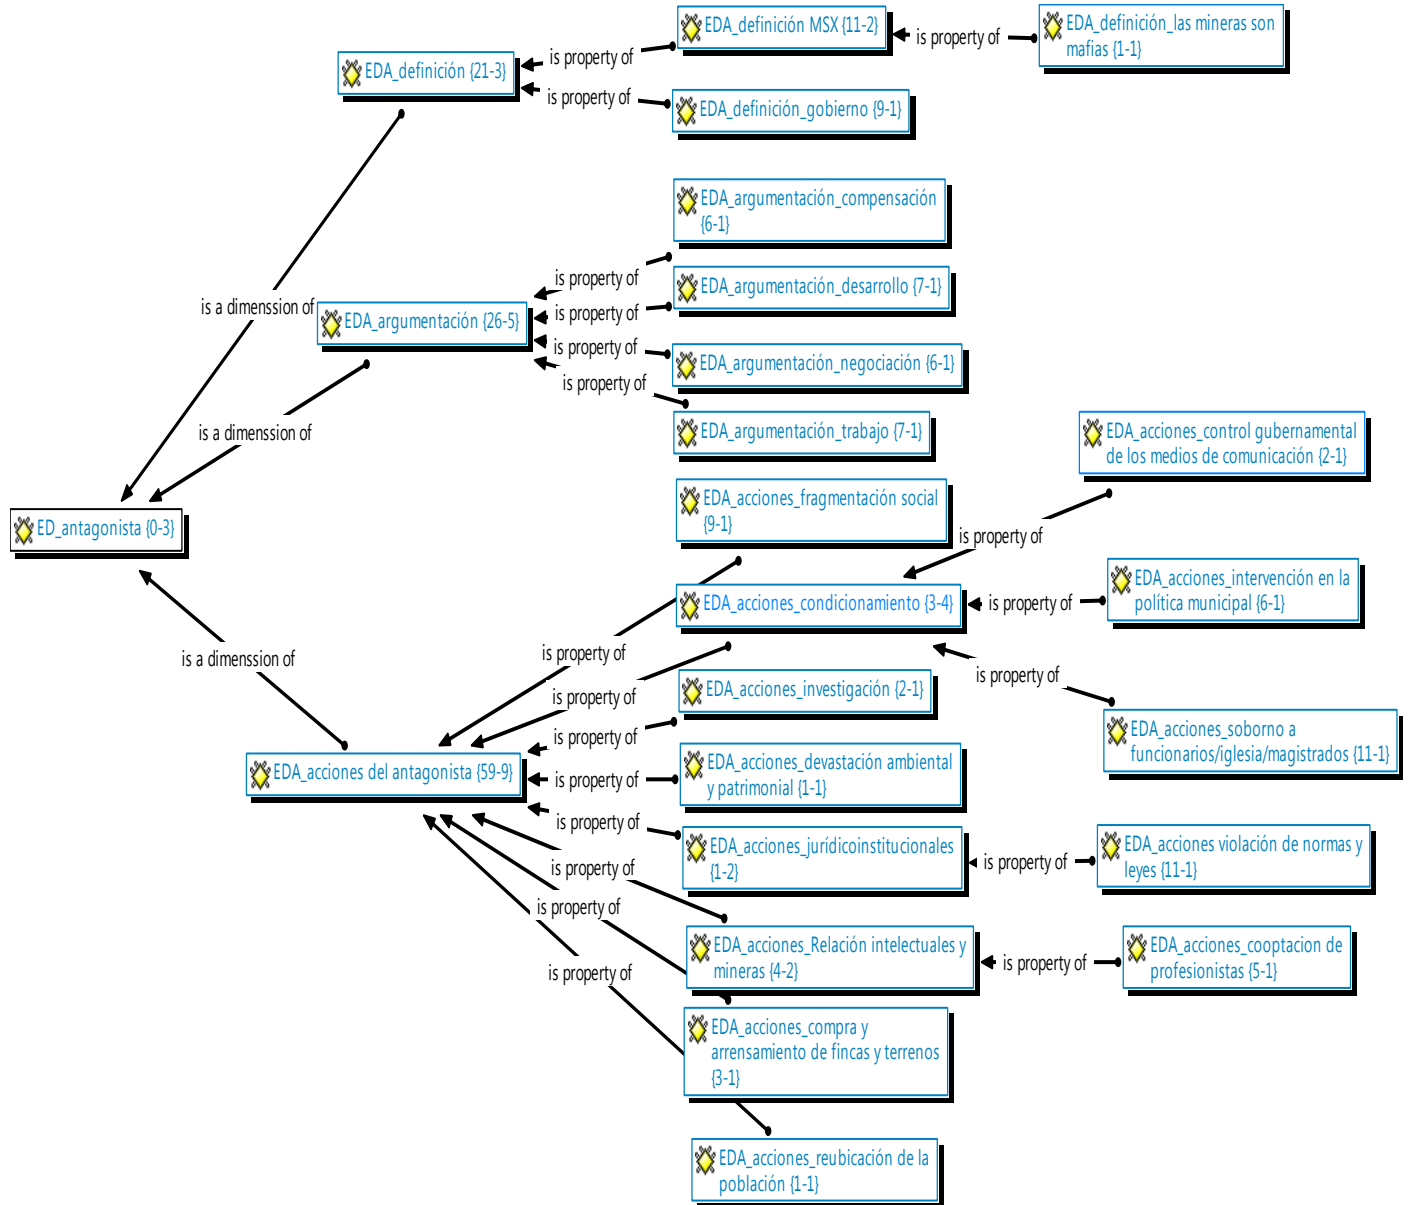 EDA_definición MSX {11-2}
is property of
EDA_definición_las mineras son
mafias {1-1}
EDA_definición {21-3}
is property of
is property of
EDA_definición_gobierno {9-1}
EDA_argumentación_compensación
{6-1}
is property of
EDA_argumentación_desarrollo {7-1}
is a dimenssion of
EDA_argumentación {26-5}
is property of
is property of
EDA_argumentación_negociación {6-1}
is property of
is a dimenssion of
EDA_argumentación_trabajo {7-1}
EDA_acciones_control gubernamental
de los medios de comunicación {2-1}
EDA_acciones_fragmentación social
{9-1}
ED_antagonista {0-3}
is property of
EDA_acciones_condicionamiento {3-4}
is property of
EDA_acciones_intervención en la
política municipal {6-1}
is a dimenssion of
is property of
is property of
is property of
EDA_acciones_investigación {2-1}
EDA_acciones_soborno a
funcionarios/iglesia/magistrados {11-1}
is property of
EDA_acciones del antagonista {59-9}
is property of
EDA_acciones_devastación ambiental
y patrimonial {1-1}
is property of
EDA_acciones_jurídicoinstitucionales
{1-2}
is property of
EDA_acciones violación de normas y
leyes {11-1}
is property of
is property of
EDA_acciones_Relación intelectuales y
mineras {4-2}
is property of
EDA_acciones_cooptacion de
profesionistas {5-1}
is property of
EDA_acciones_compra y
arrensamiento de fincas y terrenos
{3-1}
EDA_acciones_reubicación de la
población {1-1}